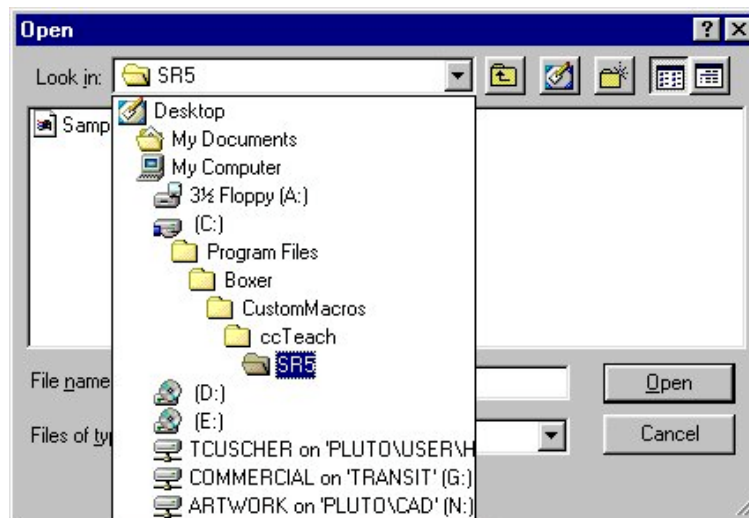 Open
Look in: SR5
Samp
Desktop
My Documents
My Computer
3½ Floppy (A:)
(C:)
Program Files
Boxer
CustomMacros
ccTeach
SR5
(D:)
(E:)
TCUSCHER on 'PLUTO\USER\H
COMMERCIAL on 'TRANSIT' (G:)
ARTWORK on 'PLUTO\CAD' (N:)
File name
Open
Files of ty
Cancel